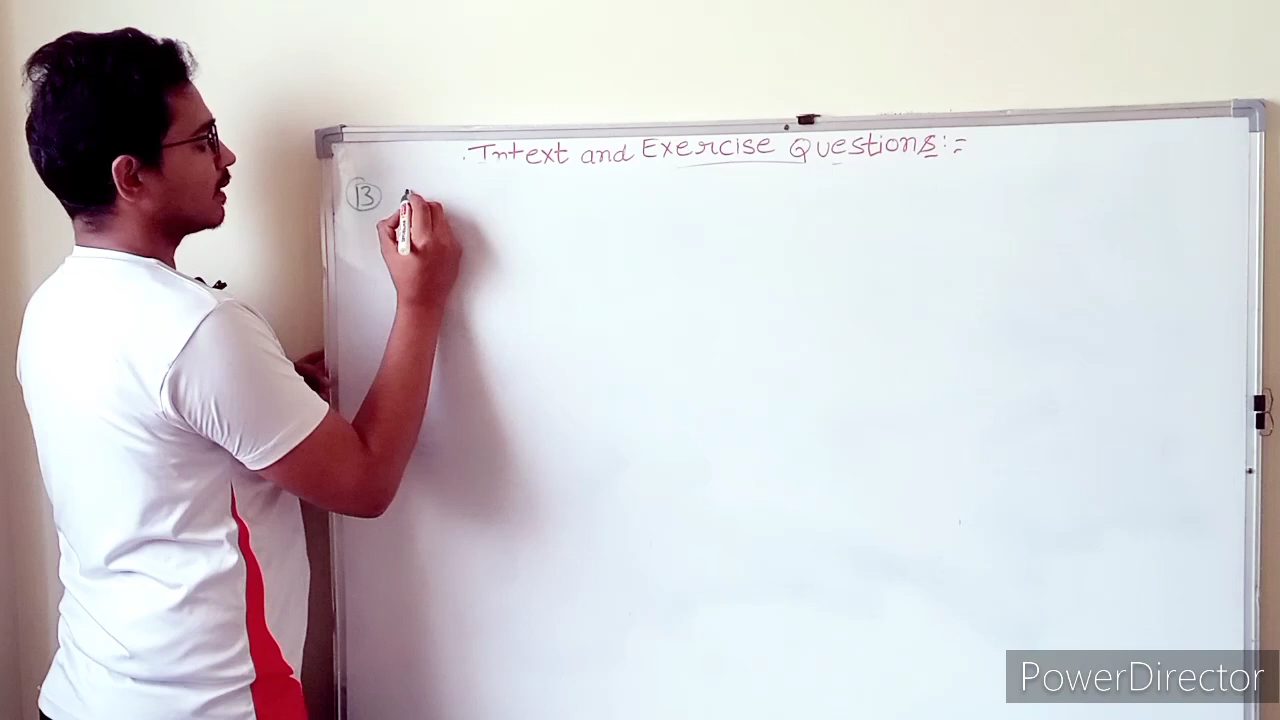 Intext and Exercise Questions :-
13
PowerDirector